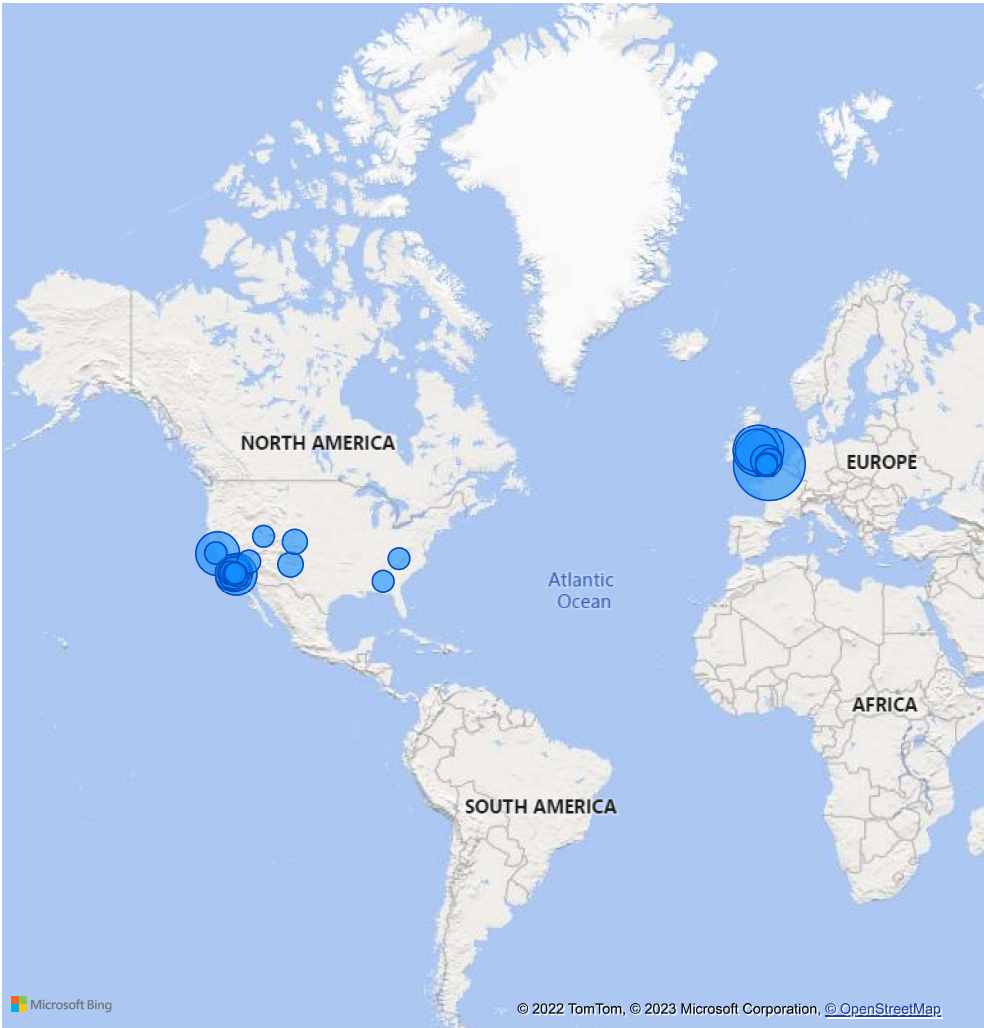 NORTH AMERICA
EUROPE
Atlantic
Ocean
AFRICA
SOUTH AMERICA
Microsoft Bing
© 2022 TomTom, © 2023 Microsoft Corporation, © OpenStreetMap